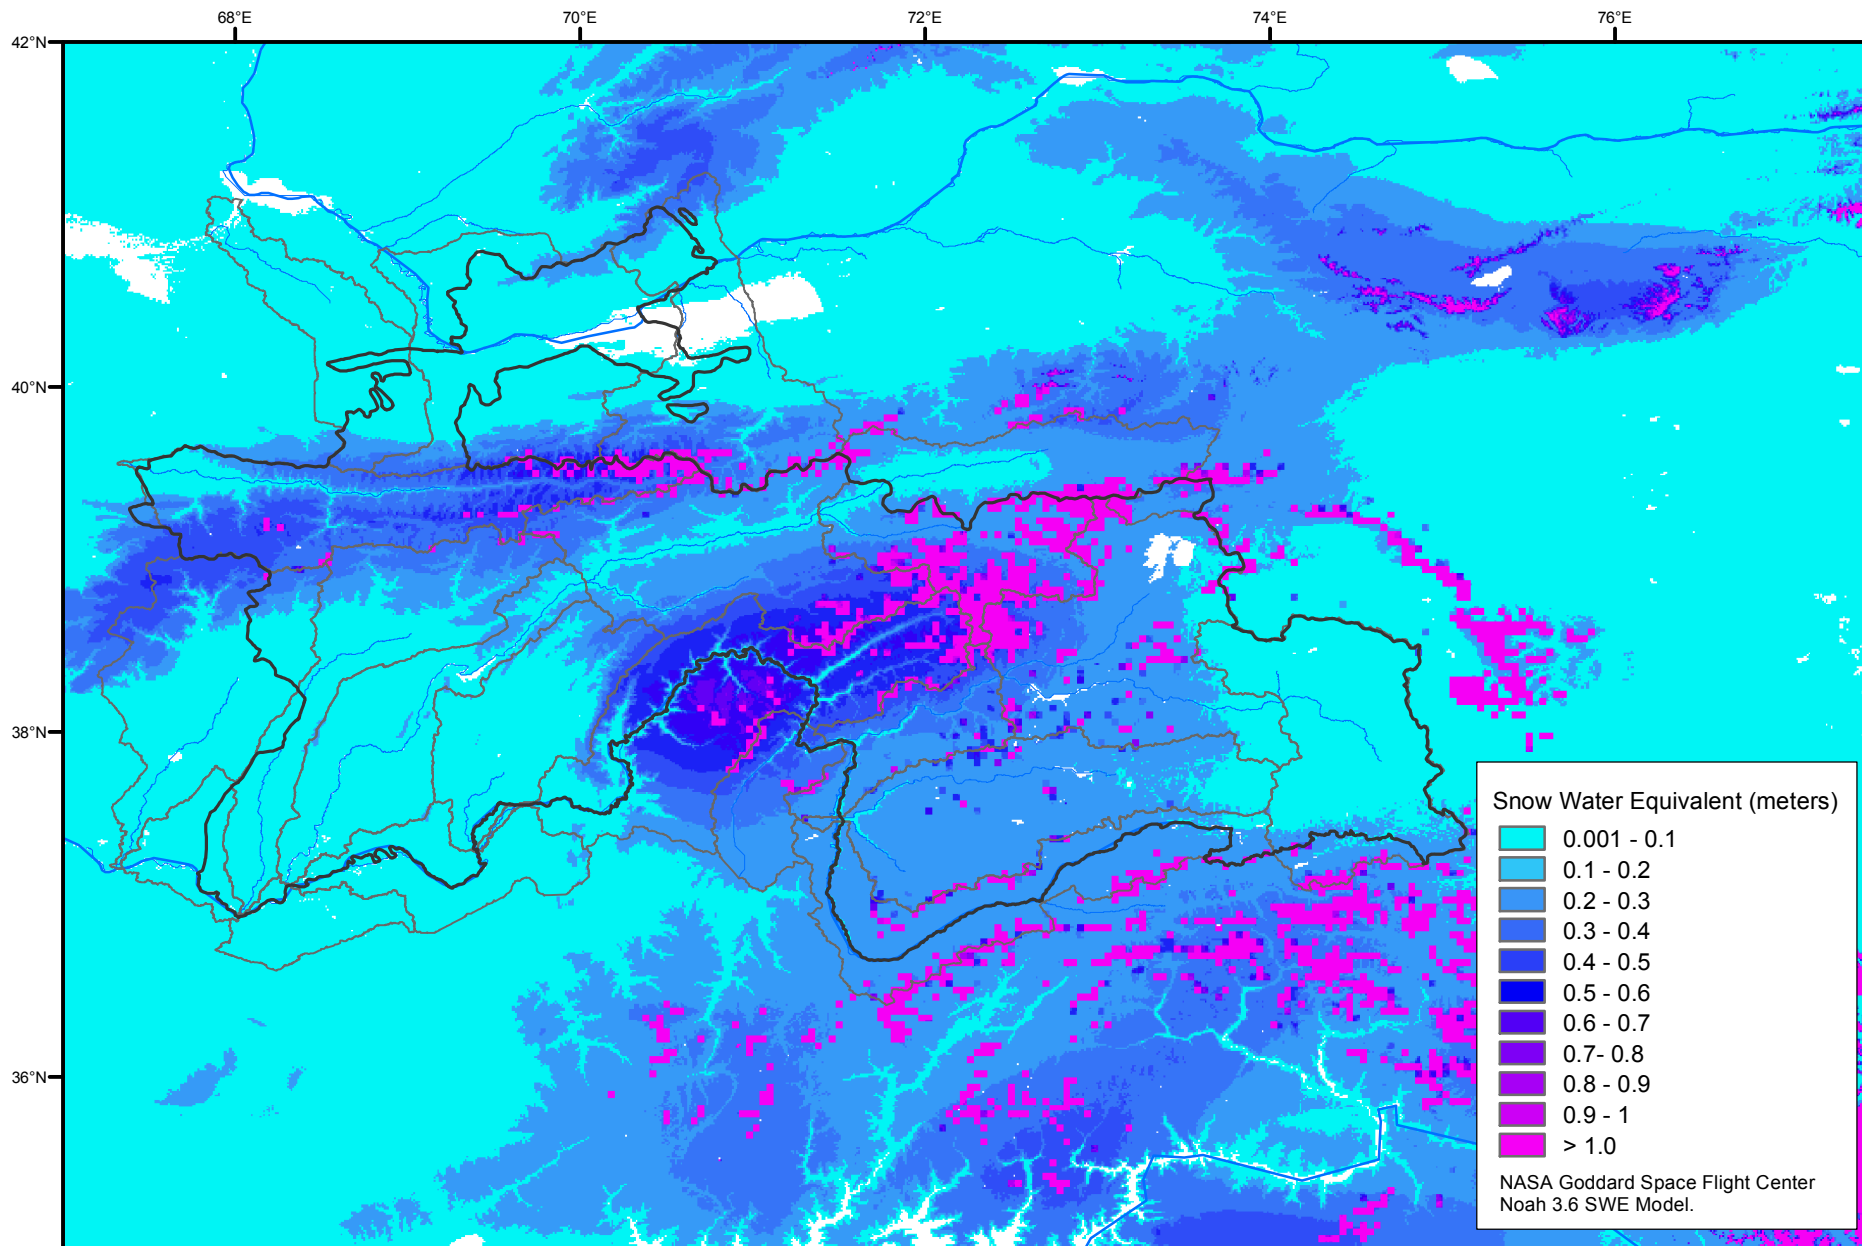 68°E
70°E
72°E
74°E
76°E
42°N
40°N
38°N
36°N
Snow Water Equivalent (meters)
0.001 - 0.1
0.1 - 0.2
0.2 - 0.3
0.3 - 0.4
0.4 - 0.5
0.5 - 0.6
0.6 - 0.7
0.7- 0.8
0.8 - 0.9
0.9 - 1
> 1.0
NASA Goddard Space Flight Center
Noah 3.6 SWE Model.